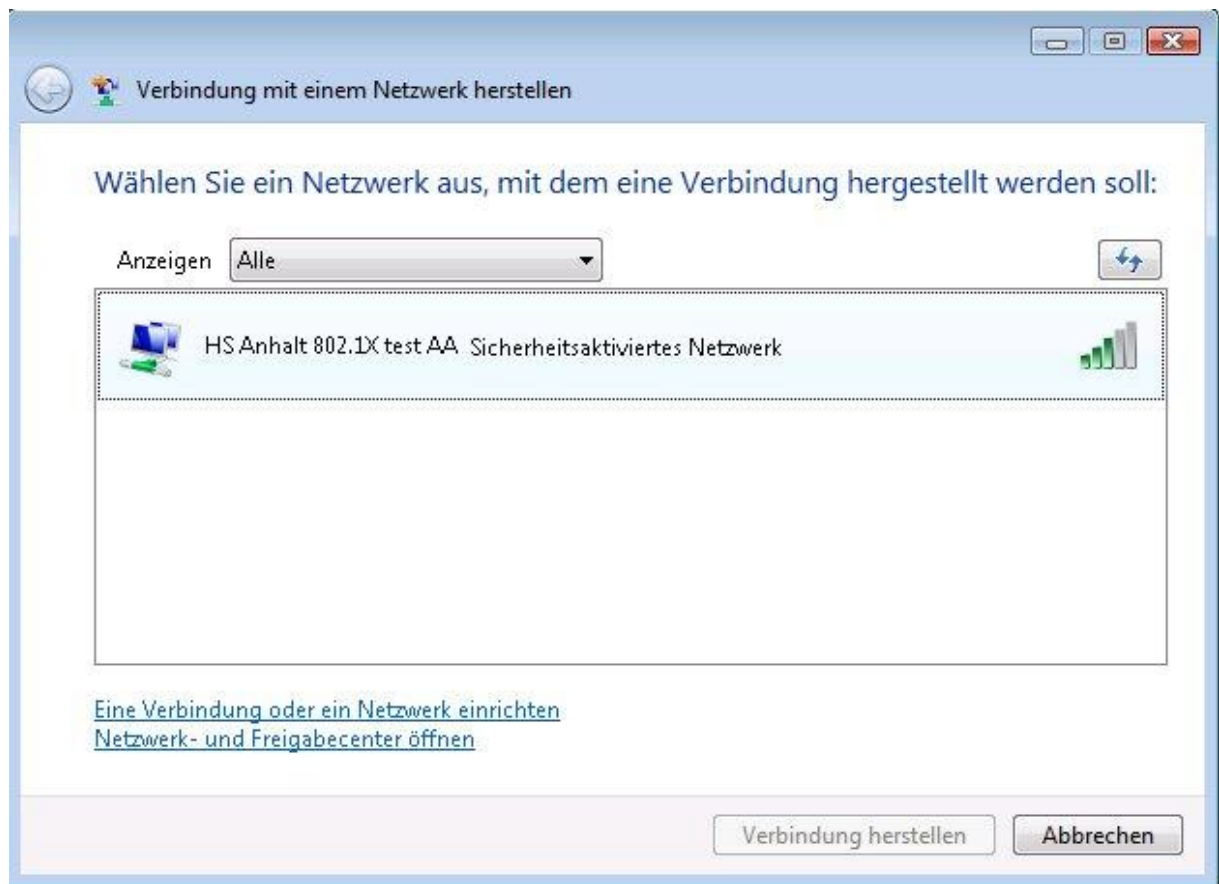 Verbindung mit einem Netzwerk herstellen
Wählen Sie ein Netzwerk aus, mit dem eine Verbindung hergestellt werden soll:
Anzeigen Alle
HS Anhalt 802.1X test AA Sicherheitsaktiviertes Netzwerk
Eine Verbindung oder ein Netzwerk einrichten
Netzwerk- und Freigabecenter öffnen
Verbindung herstellen Abbrechen